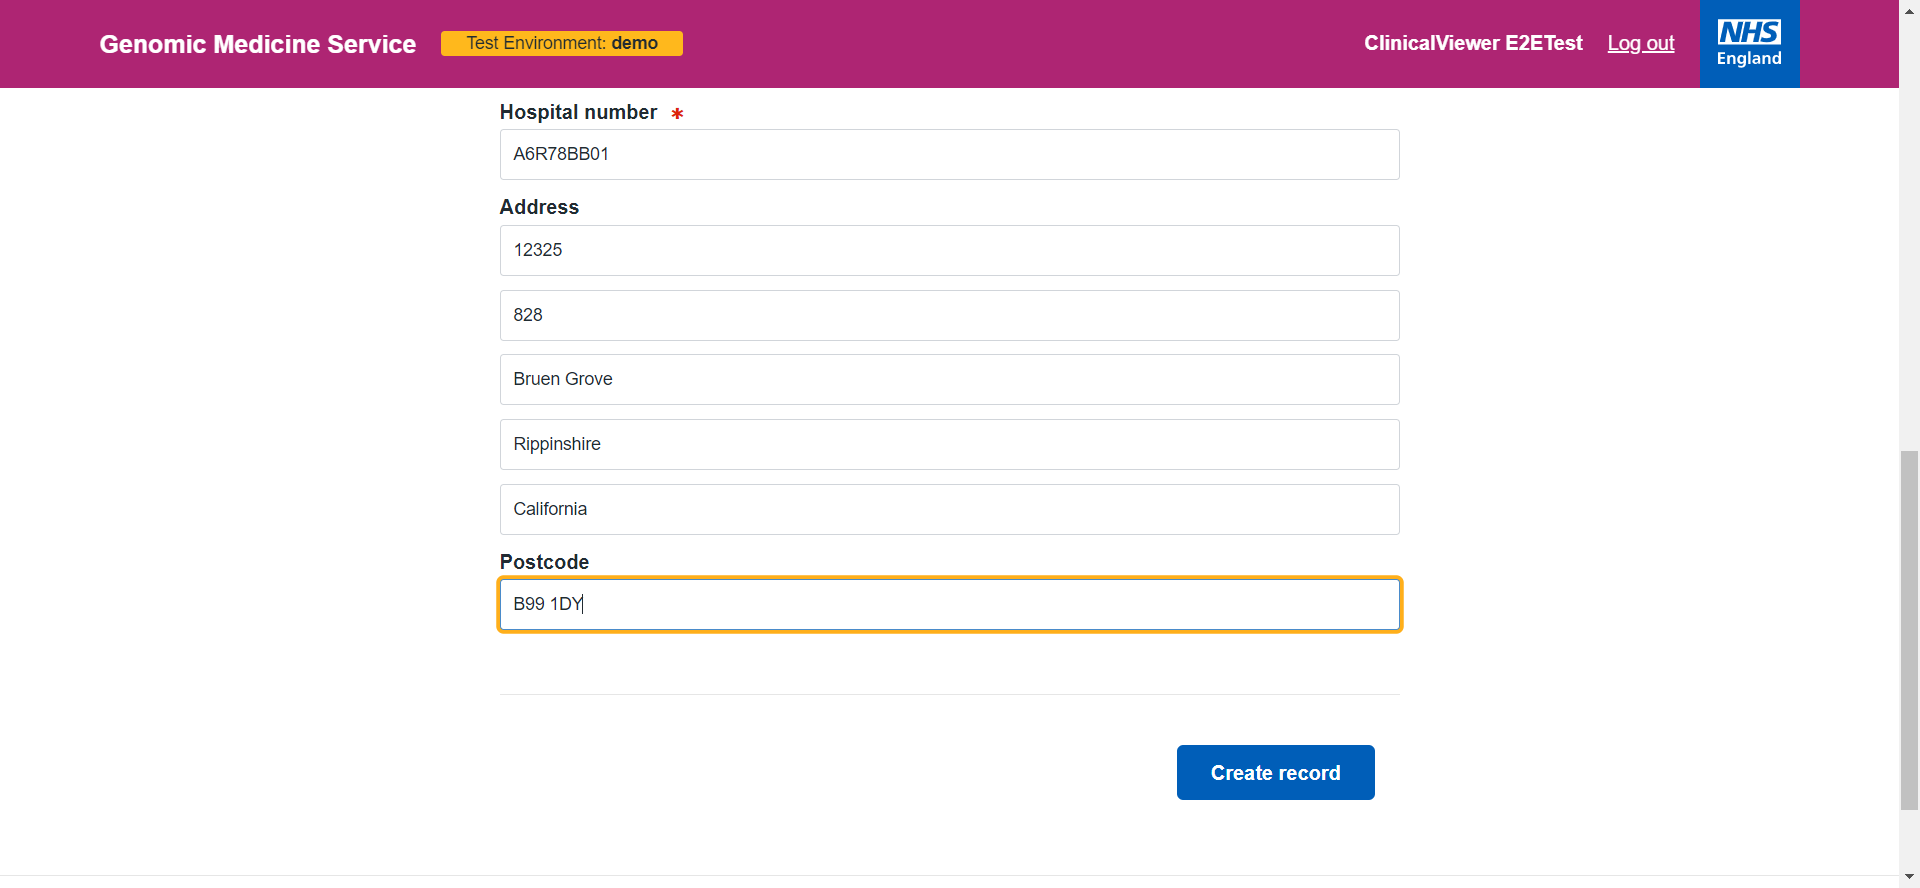 Genomic Medicine Service
Test Environment: demo
ClinicalViewer E2ETest
Log out
NHS
England
Hospital number *
A6R78BB01
Address
12325
828
Bruen Grove
Rippinshire
California
Postcode
B99 1DY
Create record